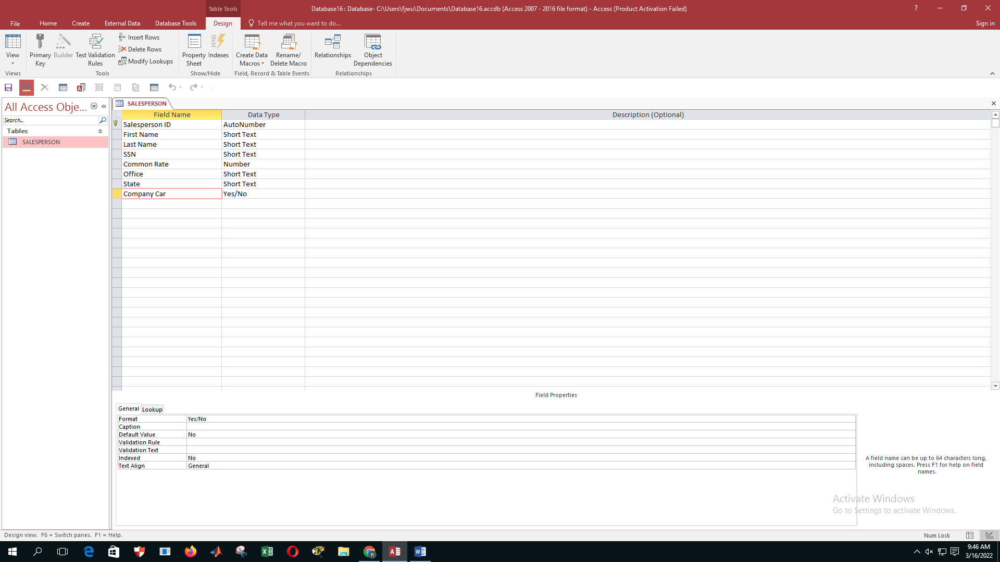 Table Tools
Database16 : Database- C:\Users\fjwu\Documents\Database16.accdb (Access 2007 - 2016 file format) - Access (Product Activation Failed)
?
File Home Create External Data Database Tools Design Tell me what you want to do... Sign in
View
Primary Key
Builder
Test Validation Rules
Insert Rows
Delete Rows
Modify Lookups
Property Sheet
Indexes
Create Data Macros
Rename/ Delete Macro
Relationships
Object Dependencies
Views Tools Show/Hide Field, Record & Table Events Relationships
All Access Obje...
Search...
Tables
SALESPERSON
SALESPERSON
Field Name Data Type Description (Optional)
Salesperson ID AutoNumber
First Name Short Text
Last Name Short Text
SSN Short Text
Common Rate Number
Office Short Text
State Short Text
Company Car Yes/No
Field Properties
General Lookup
Format Yes/No
Caption
Default Value No
Validation Rule
Validation Text
Indexed No
Text Align General
A field name can be up to 64 characters long,
including spaces. Press F1 for help on field
names.
Activate Windows
Go to Settings to activate Windows.
Design view. F6 = Switch panes. F1 = Help.
Num Lock
9:46 AM
3/16/2022